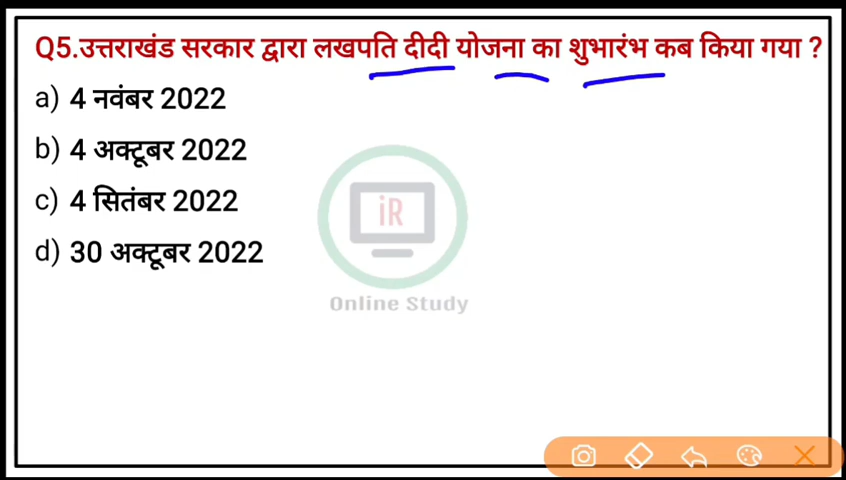 Q5.उत्तराखंड सरकार द्वारा लखपति दीदी योजना का शुभारंभ कब किया गया ?
a) 4 नवंबर 2022
b) 4 अक्टूबर 2022
c) 4 सितंबर 2022
d) 30 अक्टूबर 2022
iR
Online Study